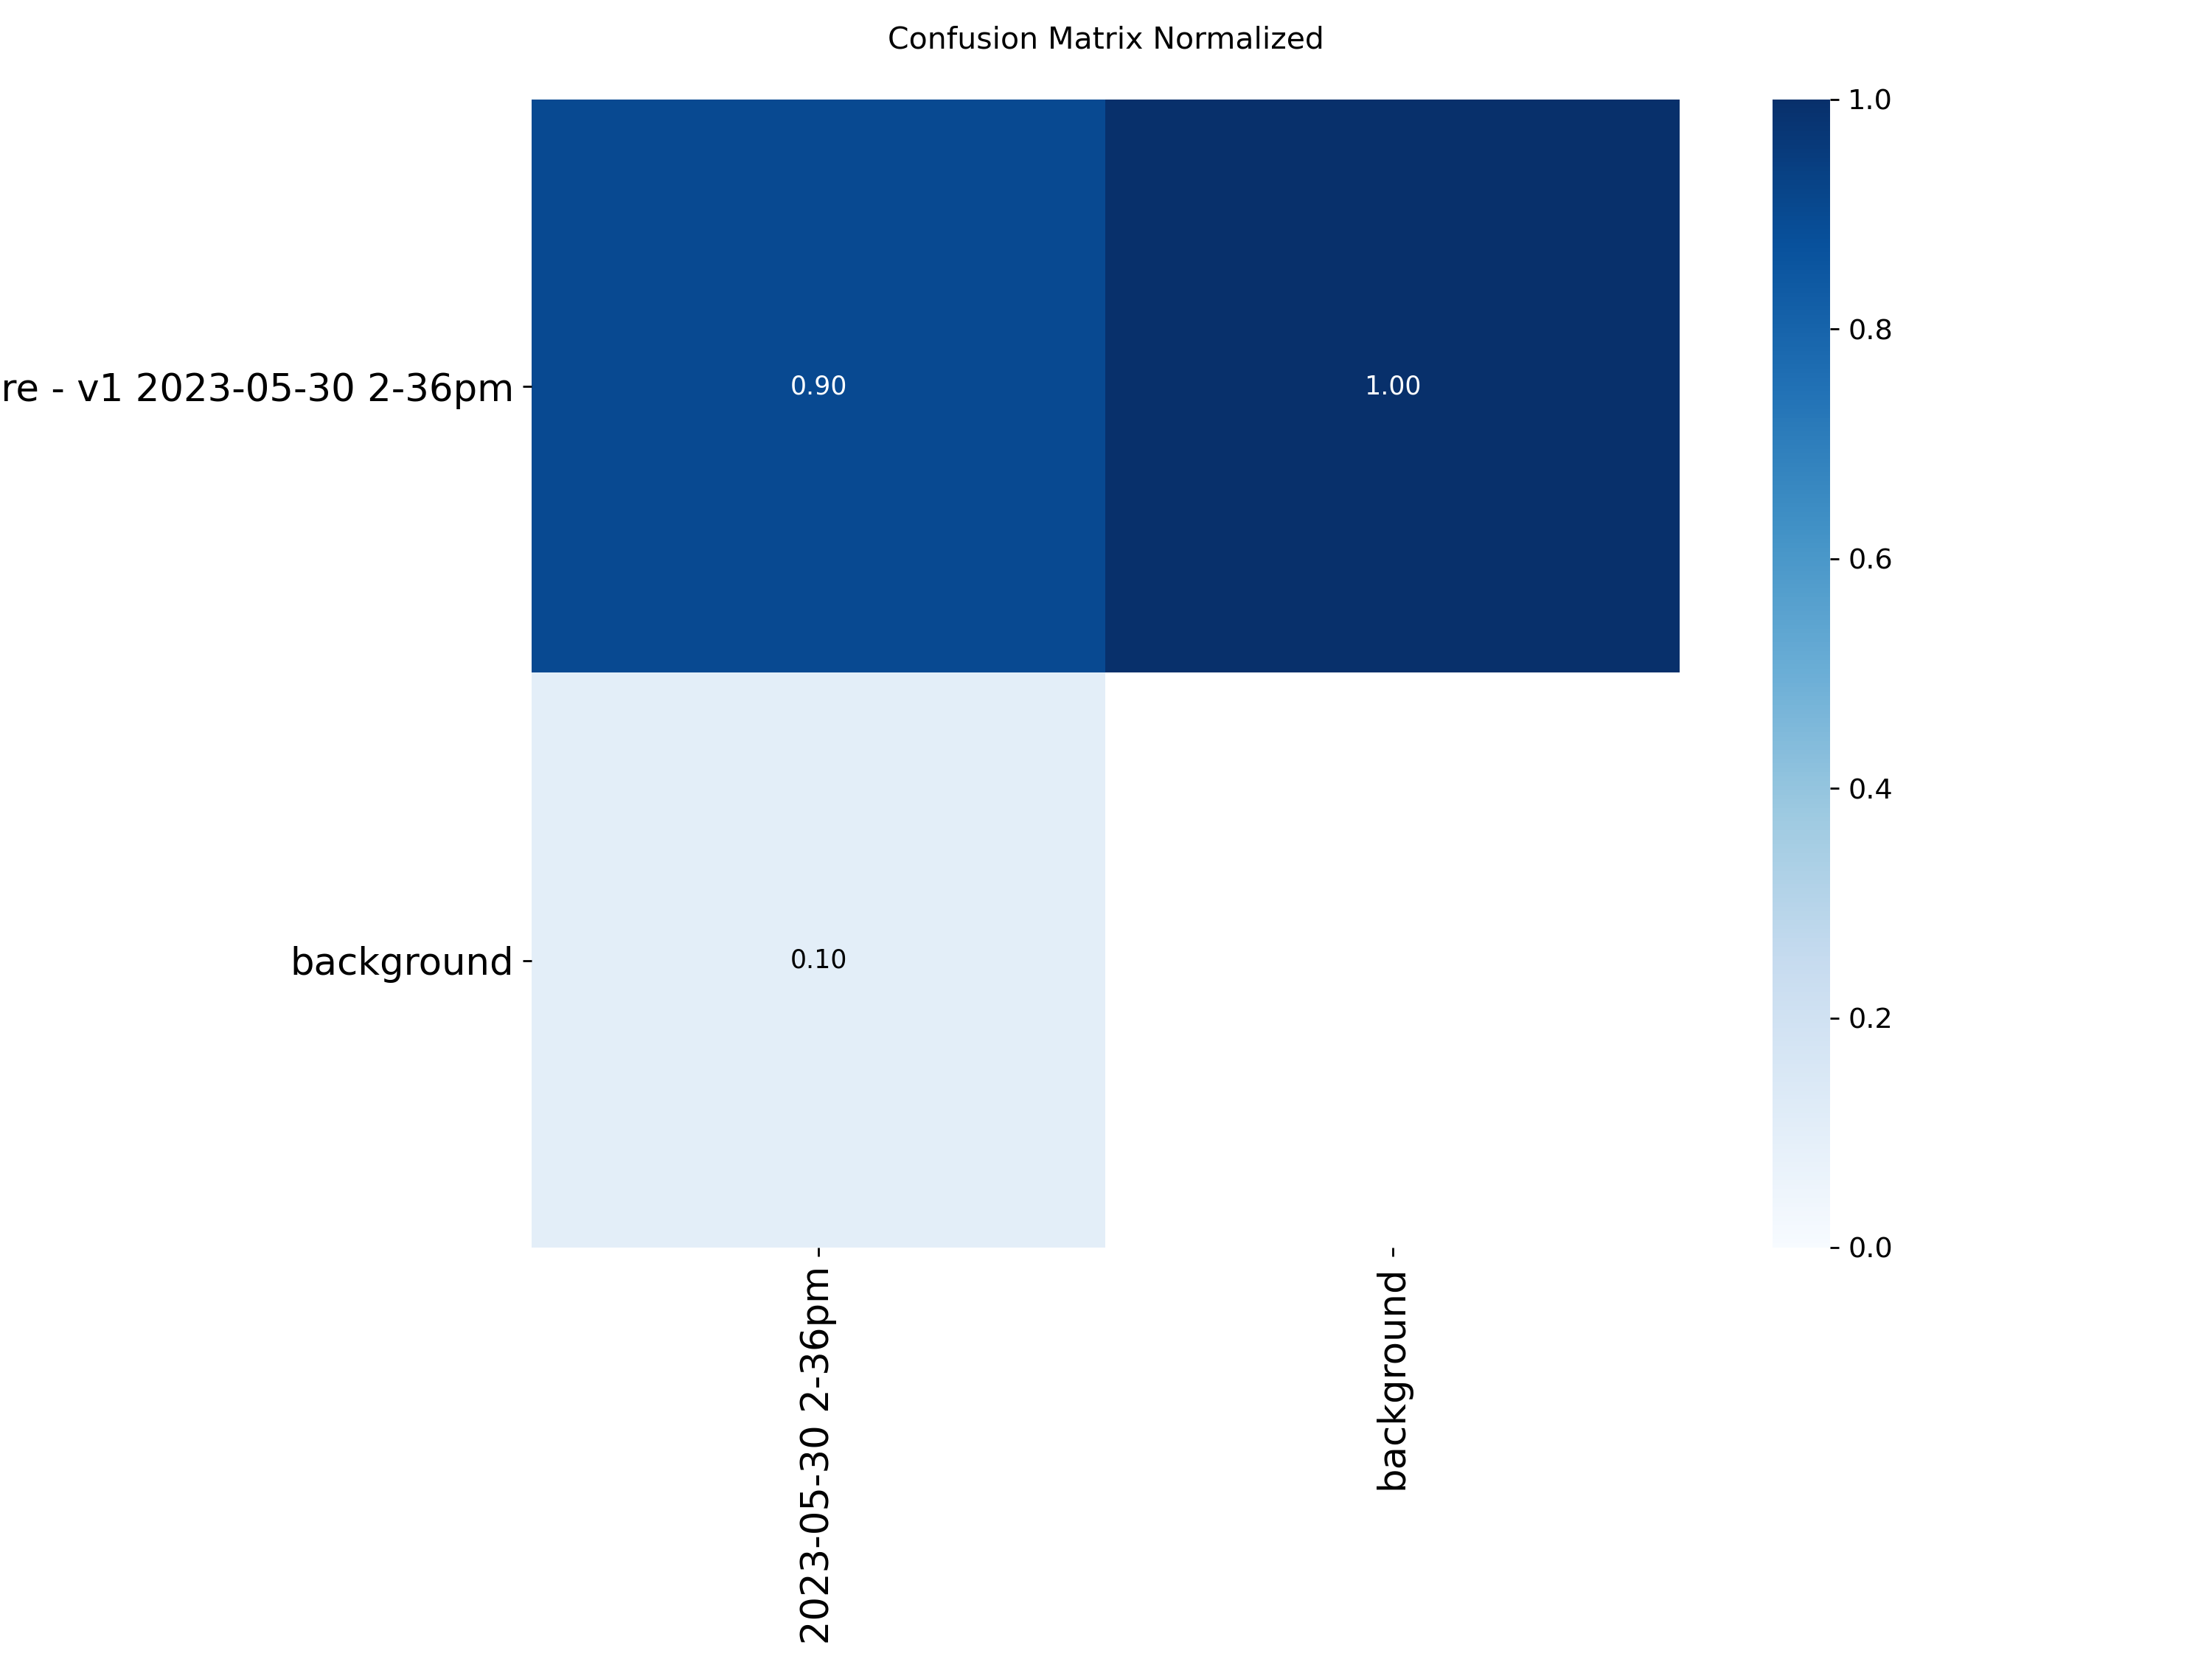 Confusion Matrix Normalized
1.0
0.90
1.00
re - v1 2023-05-30 2-36pm
0.8
0.6
0.4
0.10
background
0.2
0.0
2023-05-30 2-36pm
background